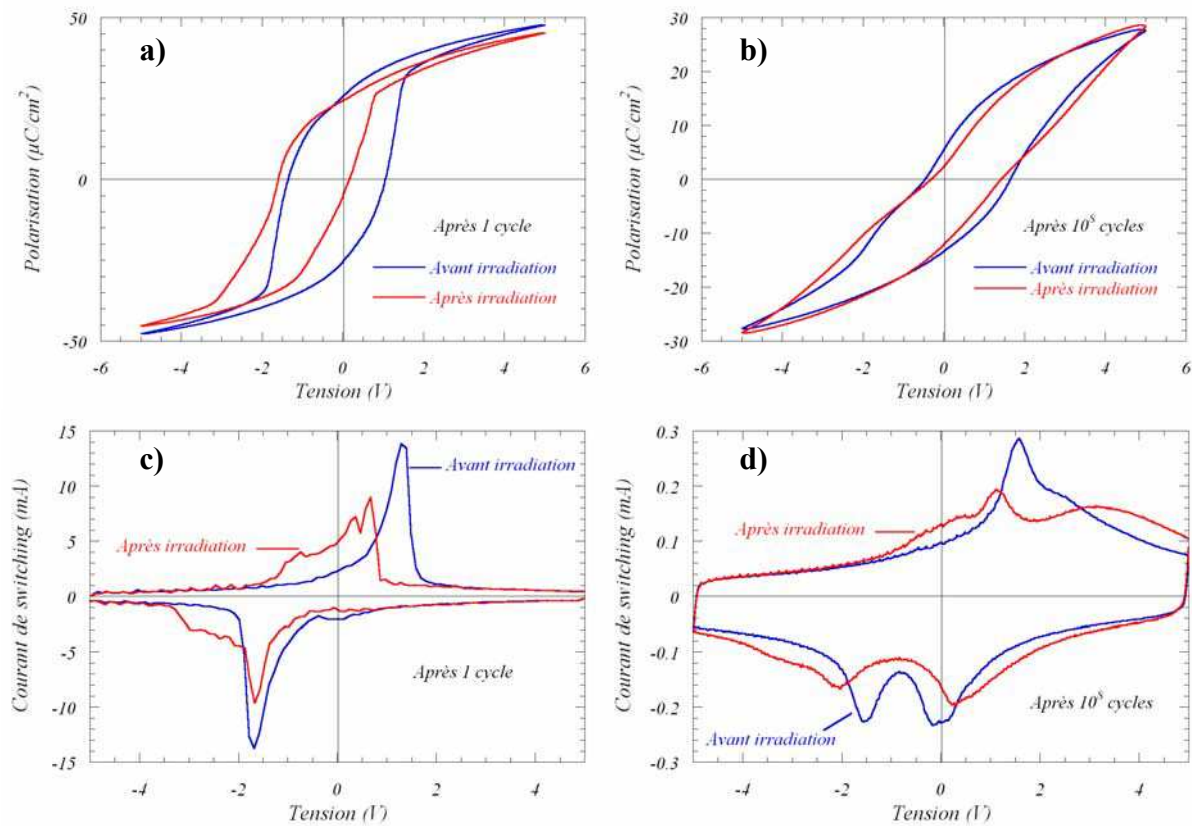 50
a)
25
0
-50
Polarisation (µC/cm²)
Après 1 cycle
Avant irradiation
Après irradiation
-6 -4 -2 0 2 4 6
Tension (V)
30
b)
20
10
0
-10
-20
-30
Polarisation (µC/cm²)
Après 10⁸ cycles
Avant irradiation
Après irradiation
-6 -4 -2 0 2 4 6
Tension (V)
15
c)
10
5
0
-5
-10
-15
Courant de switching (mA)
Avant irradiation
Après irradiation
Après 1 cycle
-4 -2 0 2 4
Tension (V)
0.3
d)
0.2
0.1
0
-0.1
-0.2
-0.3
Courant de switching (mA)
Après irradiation
Avant irradiation
Après 10⁸ cycles
-4 -2 0 2 4
Tension (V)